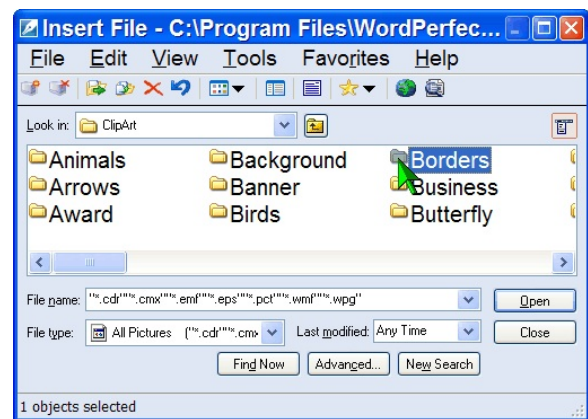 Insert File - C:\Program Files\WordPerfec...
File Edit View Tools Favorites Help
Look in: ClipArt
Animals Background Borders
Arrows Banner Business
Award Birds Butterfly
File name: "*.cdr""*.cmx""*.emf""*.eps""*.pct""*.wmf""*.wpg" Open
File type: All Pictures ("*.cdr""*.cmx Last modified: Any Time Close
Find Now Advanced... New Search
1 objects selected